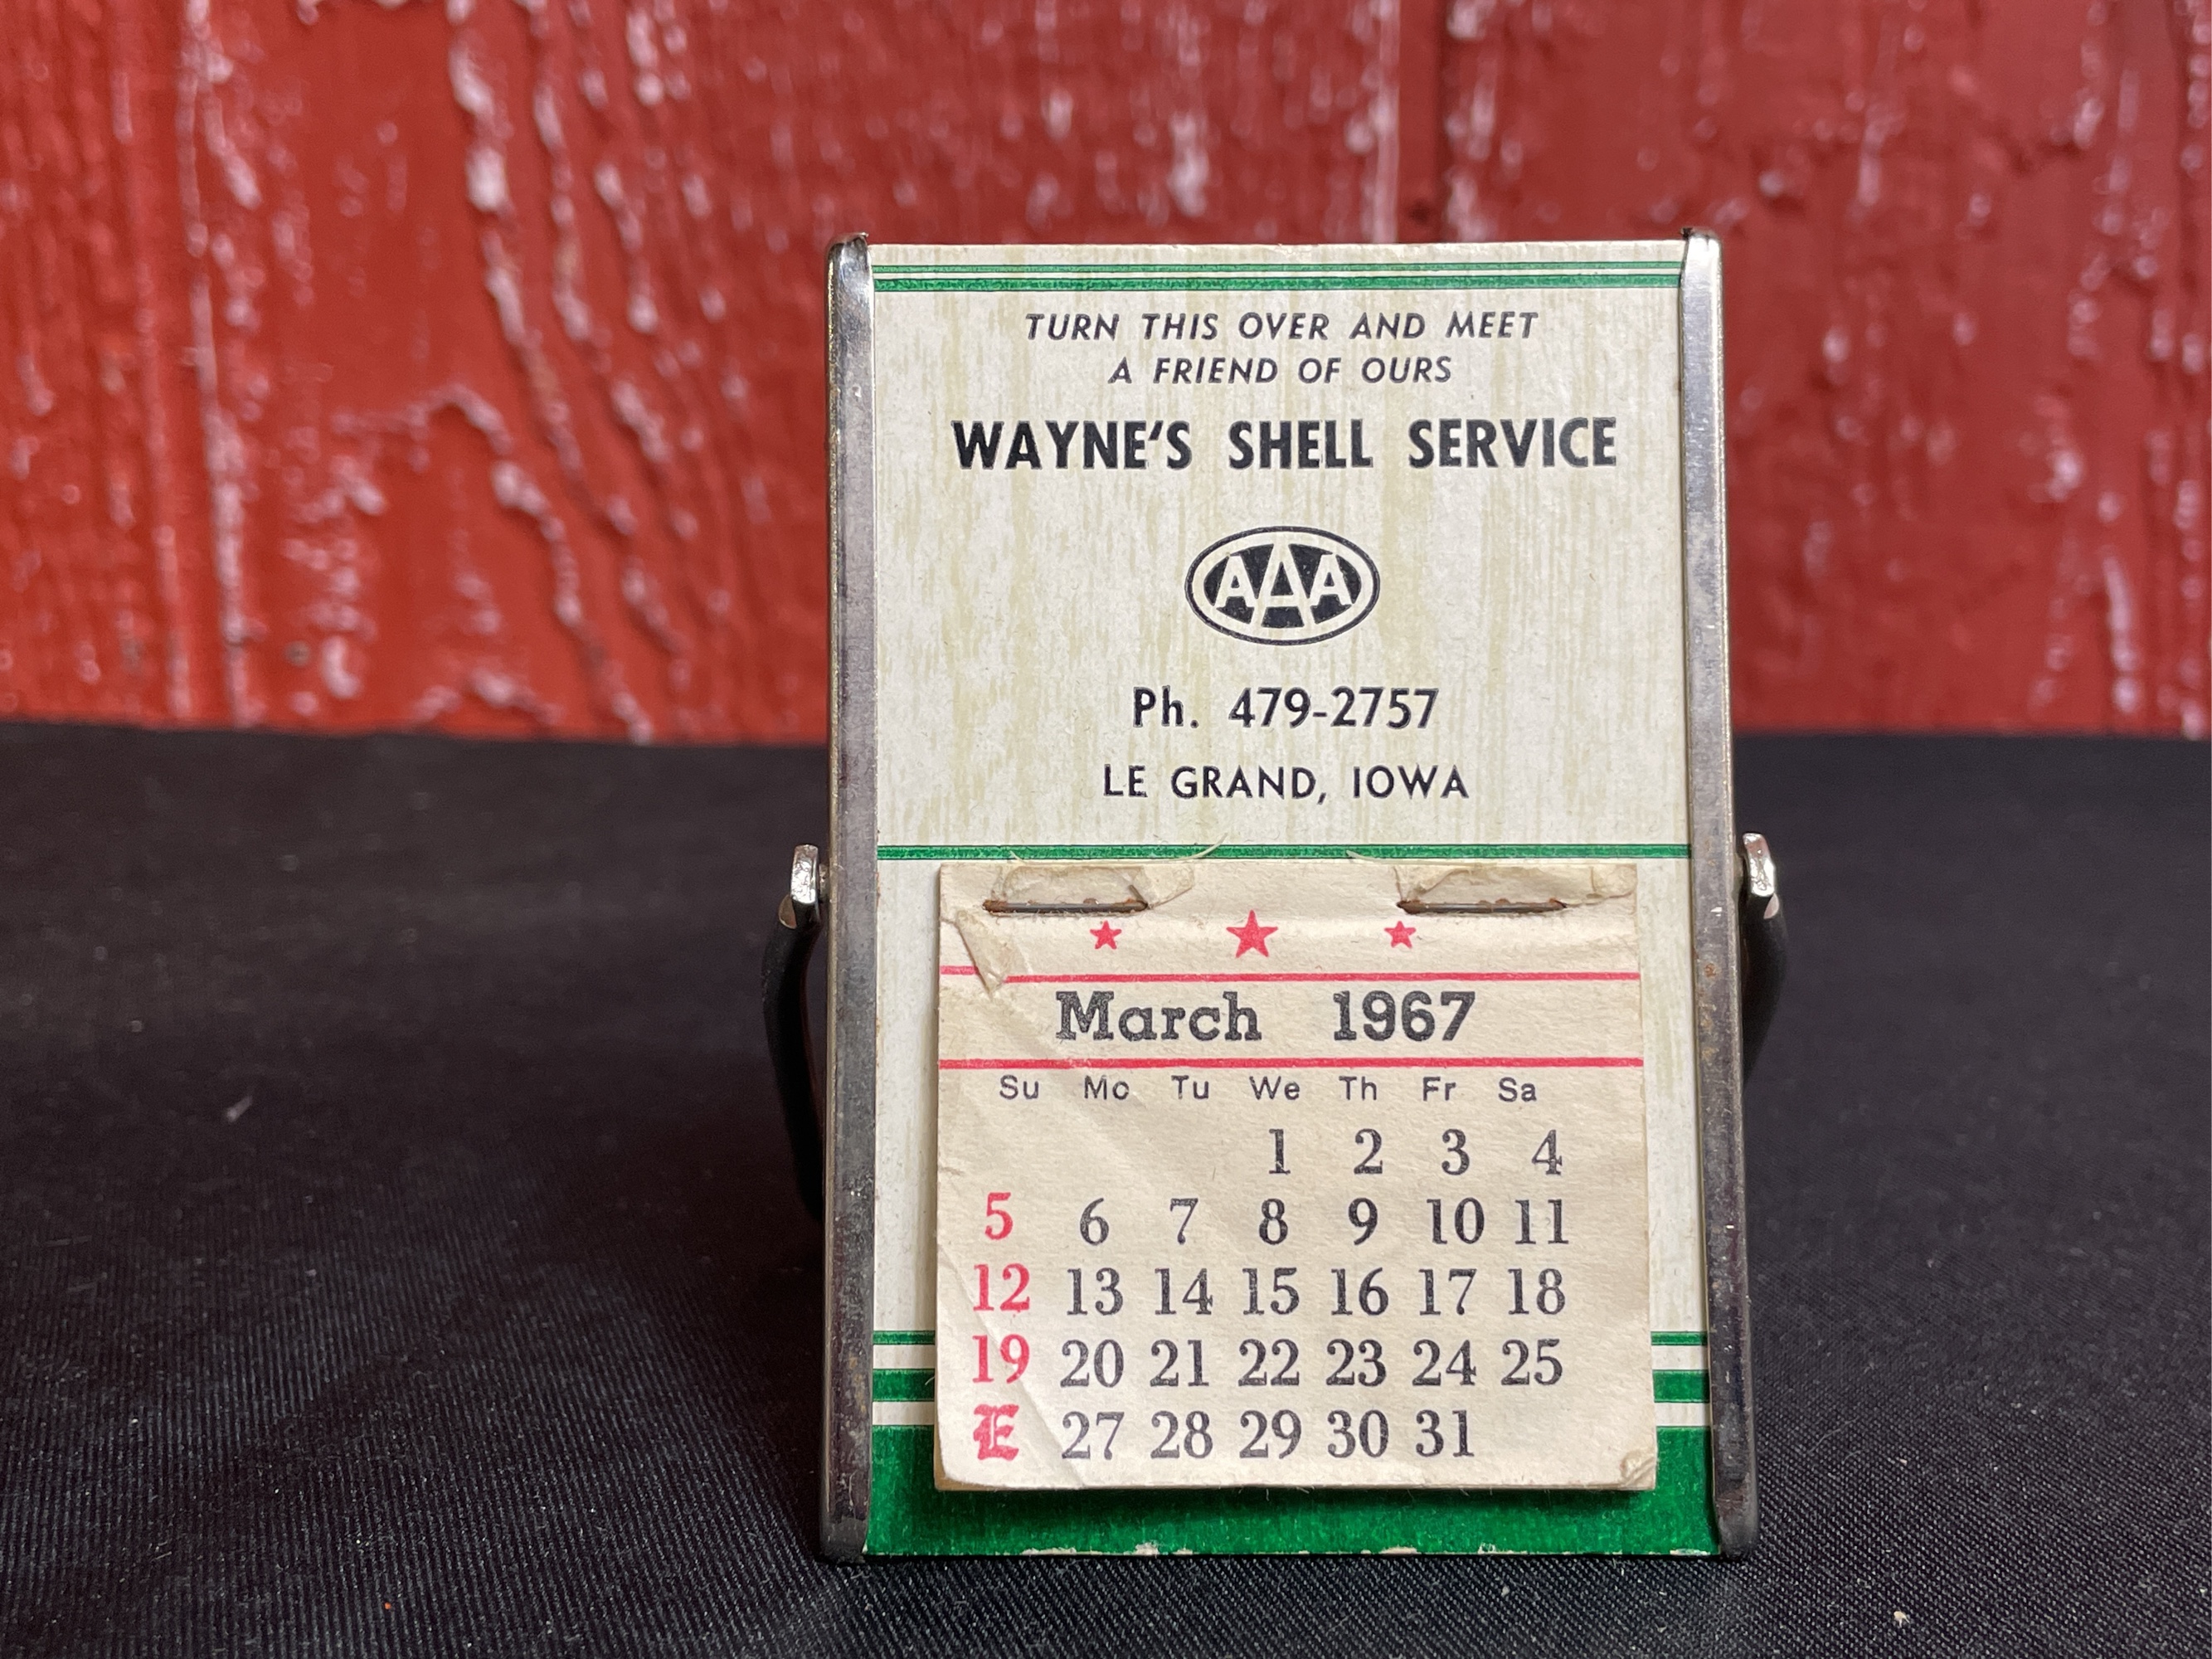 TURN THIS OVER AND MEET
A FRIEND OF OURS
WAYNE'S SHELL SERVICE
AAA
Ph. 479-2757
LE GRAND, IOWA
March 1967
Su Mo Tu We Th Fr Sa
1 2 3 4
5 6 7 8 9 10 11
12 13 14 15 16 17 18
19 20 21 22 23 24 25
E 27 28 29 30 31